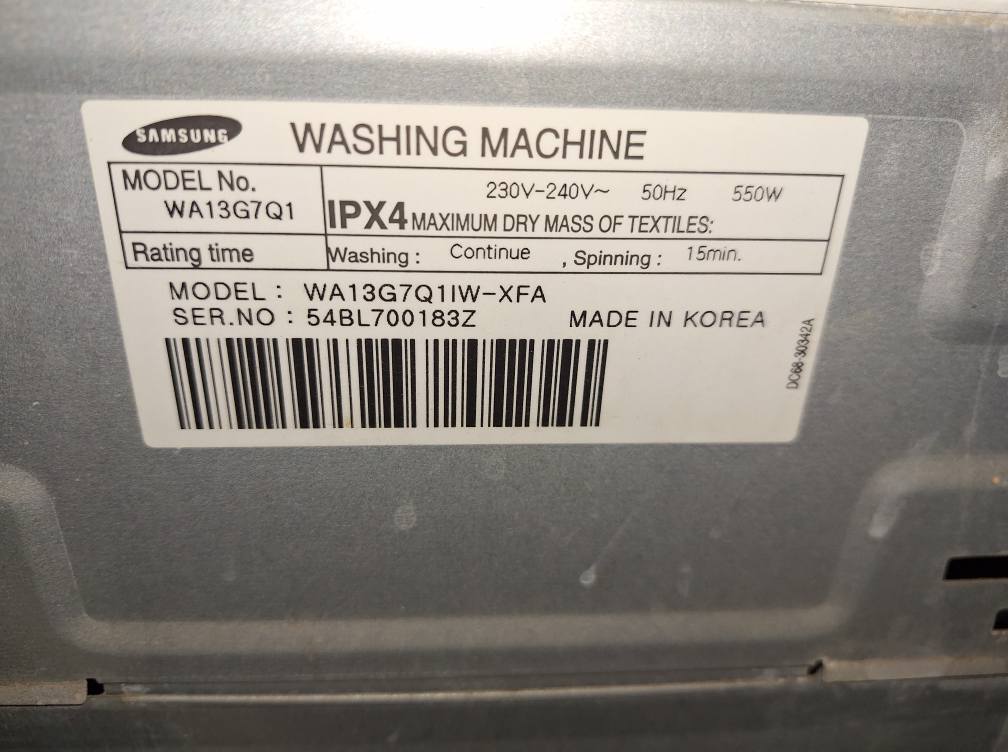 SAMSUNG WASHING MACHINE
MODEL No.
WA13G7Q1
230V-240V~ 50Hz 550W
IPX4 MAXIMUM DRY MASS OF TEXTILES:
Rating time
Washing : Continue , Spinning : 15min.
MODEL : WA13G7Q1IW-XFA
SER.NO : 54BL700183Z MADE IN KOREA
DC68-30342A